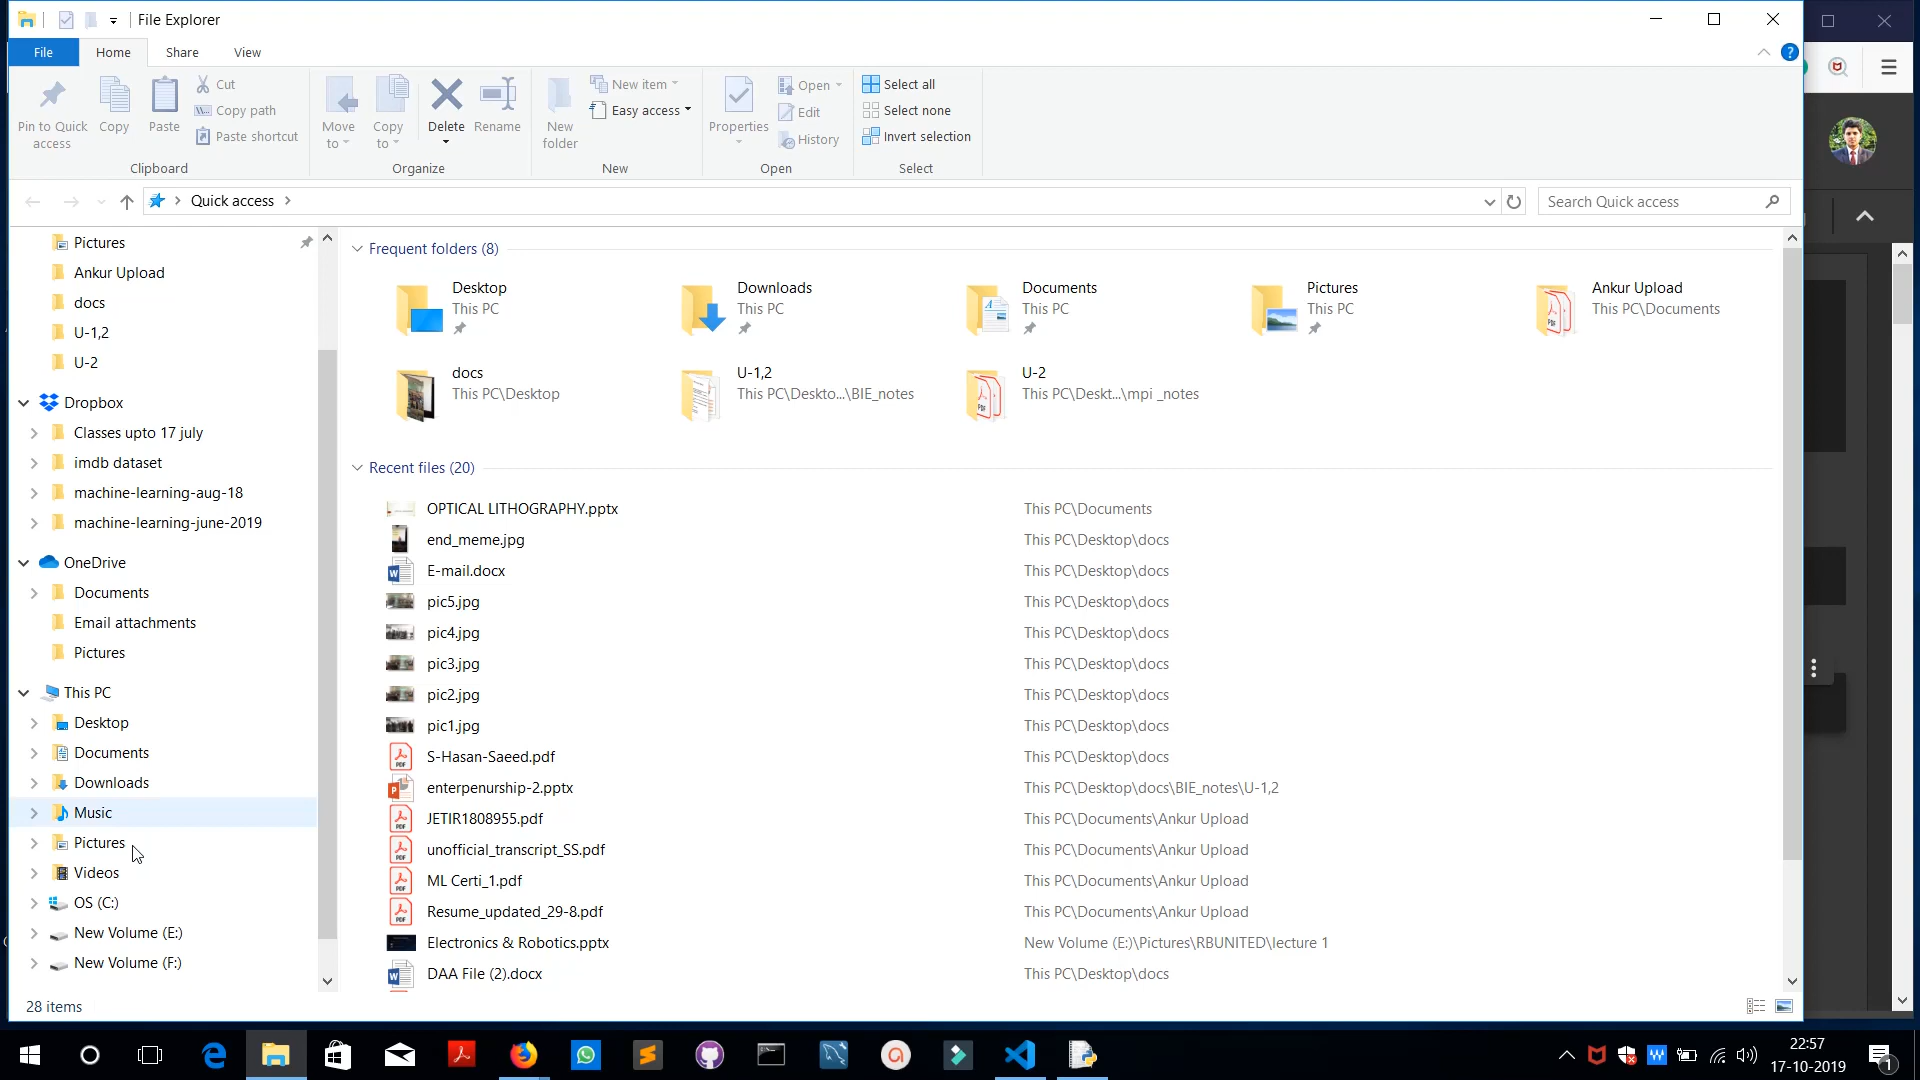 File Explorer
File Home Share View
Pin to Quick access
Copy
Paste
Cut
Copy path
Paste shortcut
Clipboard
Move to
Copy to
Delete
Rename
Organize
New folder
New item
Easy access
New
Properties
Open
Edit
History
Open
Select all
Select none
Invert selection
Select
Quick access
Search Quick access
Pictures
Ankur Upload
docs
U-1,2
U-2
Dropbox
Classes upto 17 july
imdb dataset
machine-learning-aug-18
machine-learning-june-2019
OneDrive
Documents
Email attachments
Pictures
This PC
Desktop
Documents
Downloads
Music
Pictures
Videos
OS (C:)
New Volume (E:)
New Volume (F:)
28 items
Frequent folders (8)
Desktop
This PC
Downloads
This PC
Documents
This PC
Pictures
This PC
Ankur Upload
This PC\Documents
docs
This PC\Desktop
U-1,2
This PC\Deskto...\BIE_notes
U-2
This PC\Deskt...\mpi _notes
Recent files (20)
OPTICAL LITHOGRAPHY.pptx This PC\Documents
end_meme.jpg This PC\Desktop\docs
E-mail.docx This PC\Desktop\docs
pic5.jpg This PC\Desktop\docs
pic4.jpg This PC\Desktop\docs
pic3.jpg This PC\Desktop\docs
pic2.jpg This PC\Desktop\docs
pic1.jpg This PC\Desktop\docs
S-Hasan-Saeed.pdf This PC\Desktop\docs
enterpenurship-2.pptx This PC\Desktop\docs\BIE_notes\U-1,2
JETIR1808955.pdf This PC\Documents\Ankur Upload
unofficial_transcript_SS.pdf This PC\Documents\Ankur Upload
ML Certi_1.pdf This PC\Documents\Ankur Upload
Resume_updated_29-8.pdf This PC\Documents\Ankur Upload
Electronics & Robotics.pptx New Volume (E:)\Pictures\RBUNITED\lecture 1
DAA File (2).docx This PC\Desktop\docs
22:57
17-10-2019
1